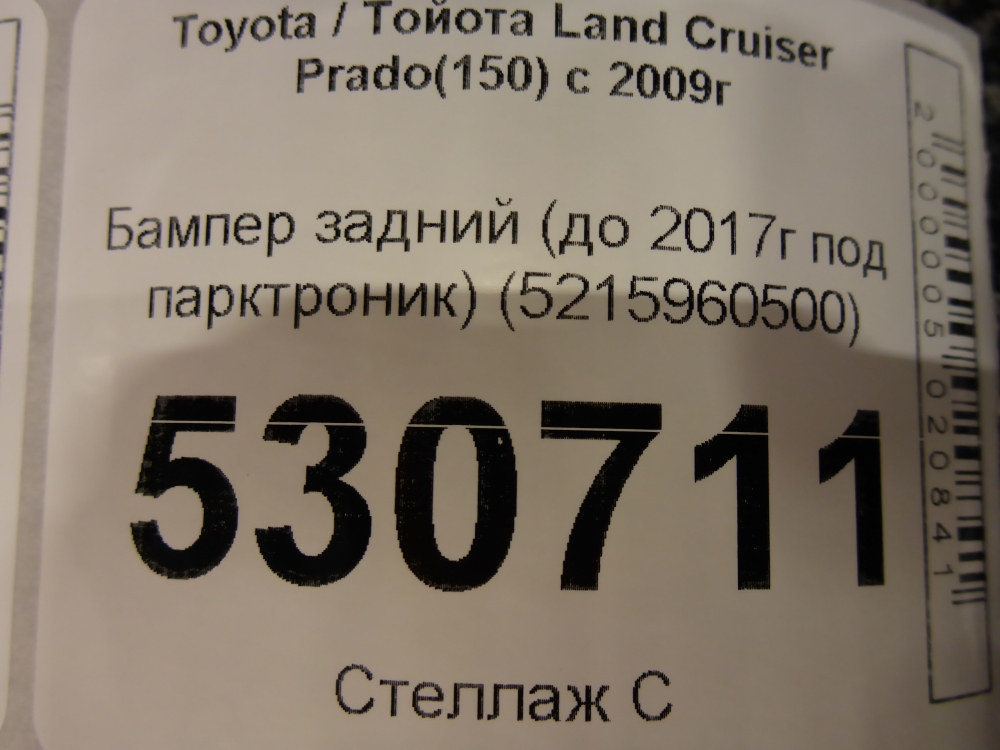 Toyota / Тойота Land Cruiser
Prado(150) с 2009г
Бампер задний (до 2017г под
парктроник) (5215960500)
530711
Стеллаж С
2000005020841